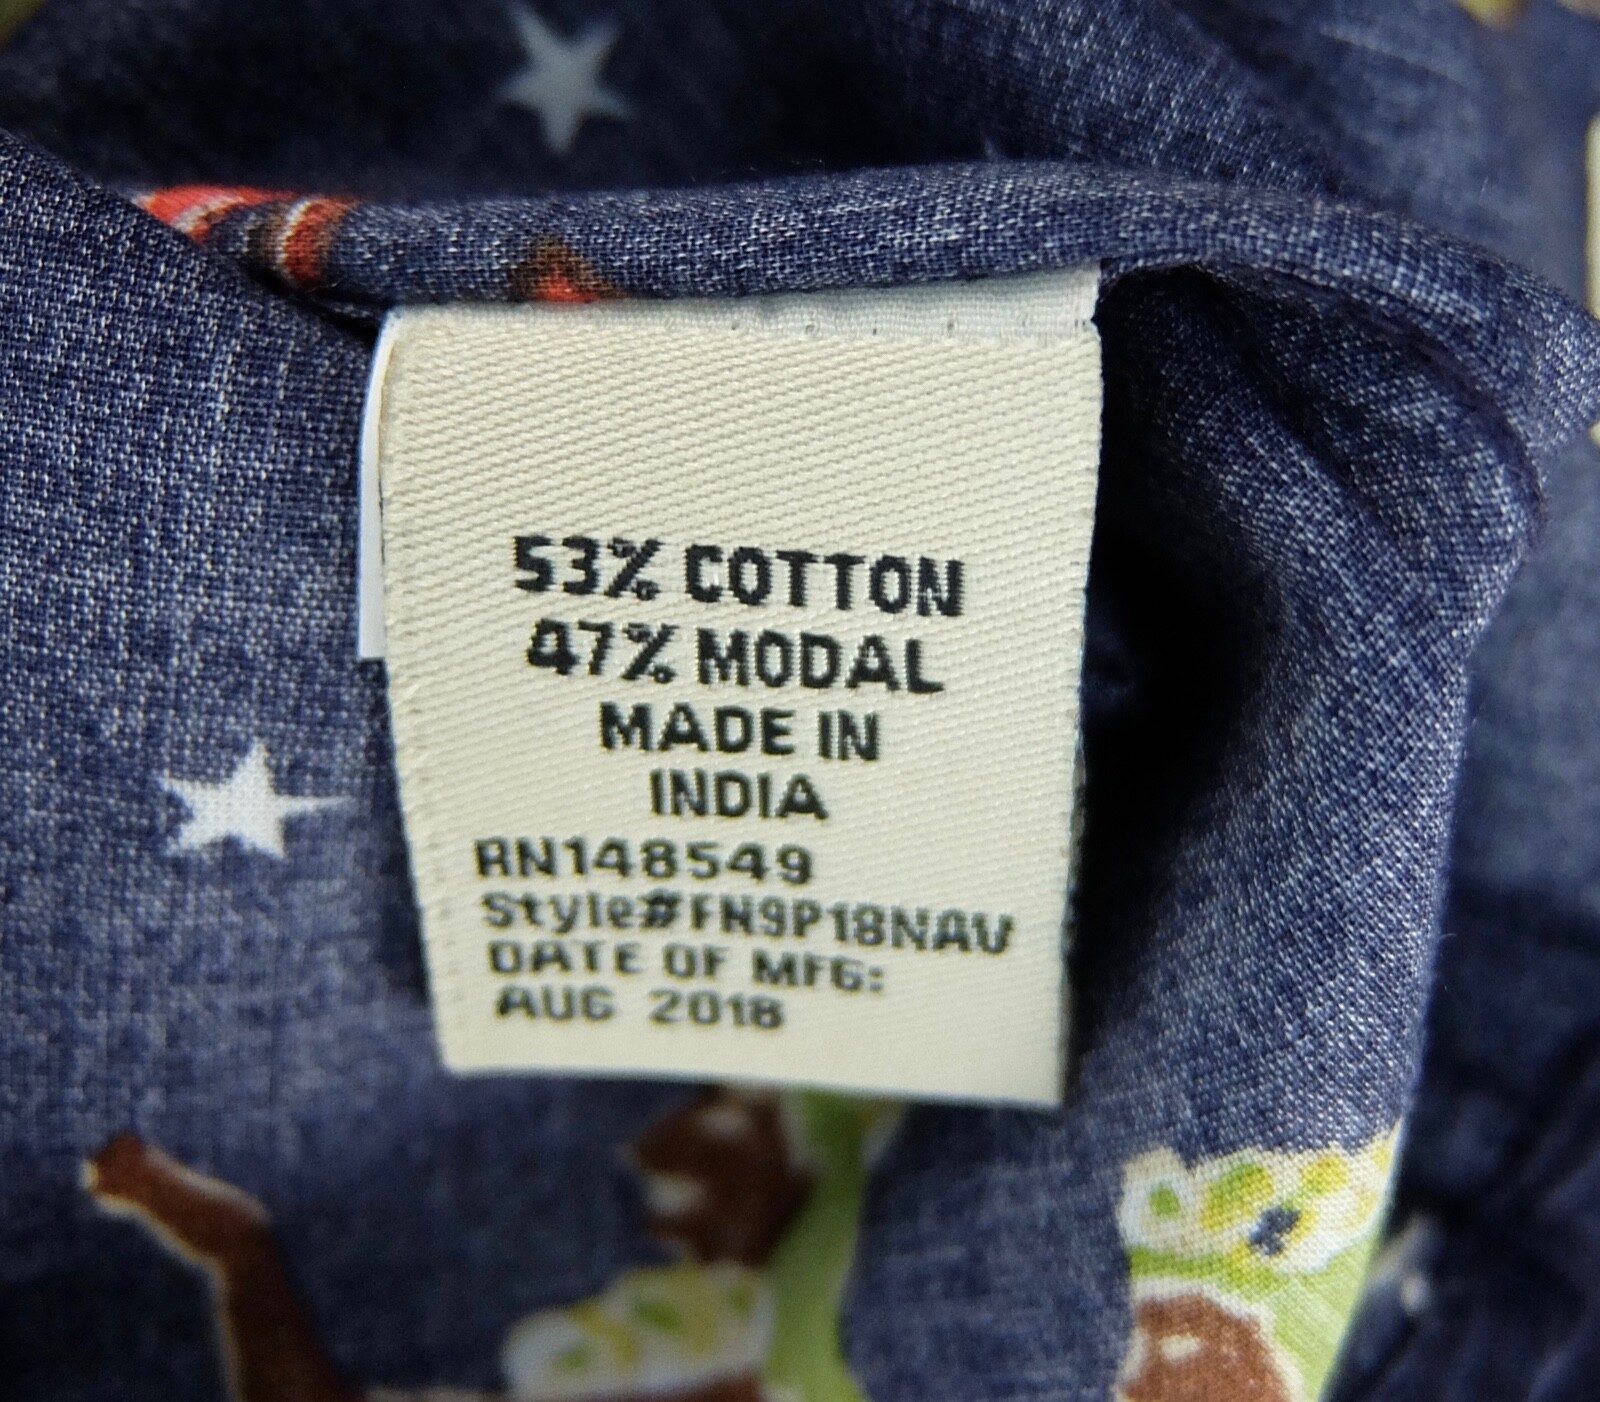 53% COTTON
47% MODAL
MADE IN
INDIA
RN148549
Style#FN9P18NAV
DATE OF MFG:
AUG 2018